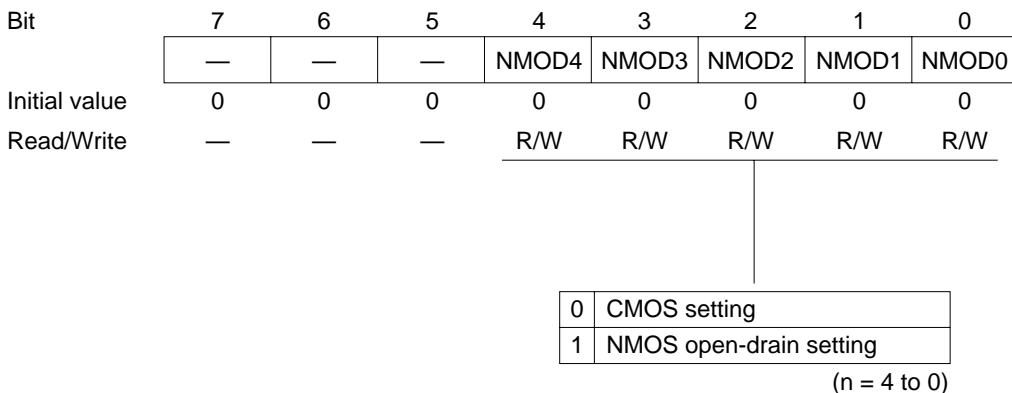 Bit 7 6 5 4 3 2 1 0
— — — NMOD4 NMOD3 NMOD2 NMOD1 NMOD0
Initial value 0 0 0 0 0 0 0 0
Read/Write — — — R/W R/W R/W R/W R/W
0 CMOS setting
1 NMOS open-drain setting
(n = 4 to 0)